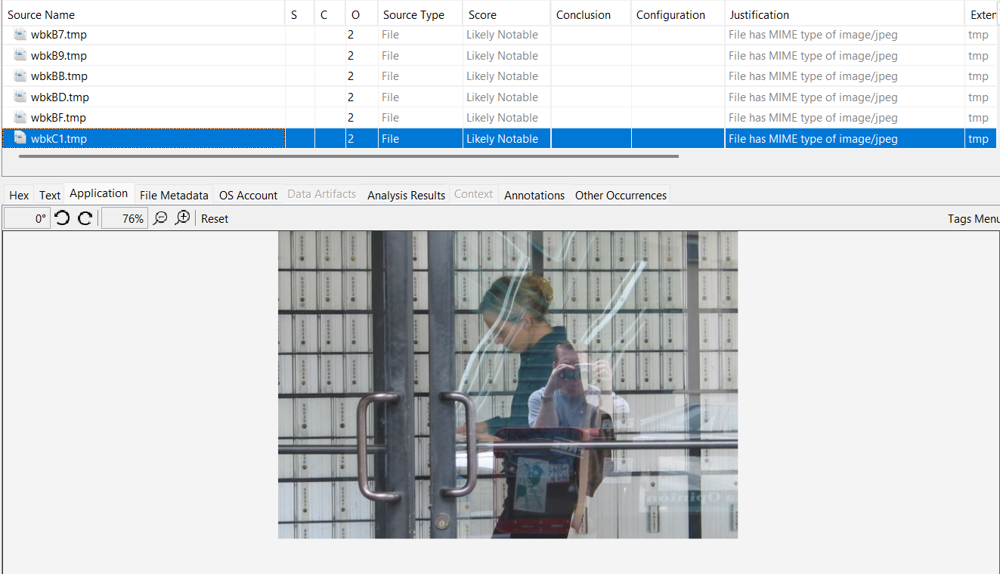 Source Name S C O Source Type Score Conclusion Configuration Justification Exten
wbkB7.tmp 2 File Likely Notable File has MIME type of image/jpeg tmp
wbkB9.tmp 2 File Likely Notable File has MIME type of image/jpeg tmp
wbkBB.tmp 2 File Likely Notable File has MIME type of image/jpeg tmp
wbkBD.tmp 2 File Likely Notable File has MIME type of image/jpeg tmp
wbkBF.tmp 2 File Likely Notable File has MIME type of image/jpeg tmp
wbkC1.tmp 2 File Likely Notable File has MIME type of image/jpeg tmp
Hex Text Application File Metadata OS Account Data Artifacts Analysis Results Context Annotations Other Occurrences
0° 76% Reset Tags Menu